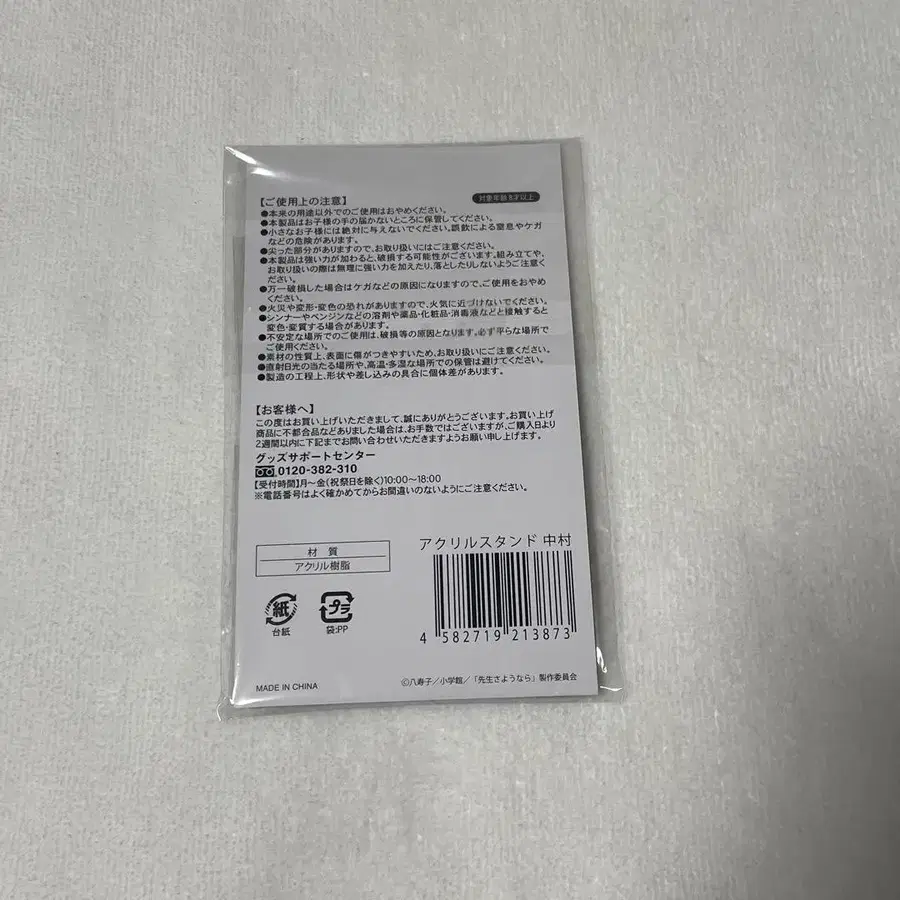 【ご使用上の注意】
対象年齢8才以上
●本来の用途以外でのご使用はおやめください。
●本製品はお子様の手の届かないところに保管してください。
●小さなお子様には絶対に与えないでください。誤飲による窒息やケガ
などの危険があります。
●尖った部分がありますので、お取り扱いにはご注意ください。
●本製品は強い力が加わると、破損する可能性がございます。組み立てや、
お取り扱いの際は無理に強い力を加えたり、落としたりしないようご注意く
ださい。
●万一破損した場合はケガなどの原因になりますので、ご使用をおやめ
ください。
●火災や変形・変色の恐れがありますので、火気に近づけないでください。
●シンナーやベンジンなどの溶剤や薬品・化粧品・消毒液などと接触すると
変色・変質する場合があります。
●不安定な場所でのご使用は、破損等の原因となります。必ず平らな場所で
ご使用ください。
●素材の性質上、表面に傷がつきやすいため、お取り扱いにご注意ください。
●直射日光の当たる場所や、高温・多湿な場所での保管は避けてください。
●製造の工程上、形状や差し込みの具合に個体差があります。
【お客様へ】
この度はお買い上げいただきまして、誠にありがとうございます。お買い上げ
商品に不都合品などありました場合は、お手数ではございますが、ご購入日より
2週間以内に下記までお問い合わせいただきますようお願い申し上げます。
グッズサポートセンター
0120-382-310
【受付時間】月〜金(祝祭日を除く)10:00〜18:00
※電話番号はよく確かめてからお間違いのないようにご注意ください。
アクリルスタンド 中村
材 質
アクリル樹脂
紙
台紙
プラ
袋:PP
4 582719 213873
MADE IN CHINA
©八寿子／小学館／「先生さようなら」製作委員会